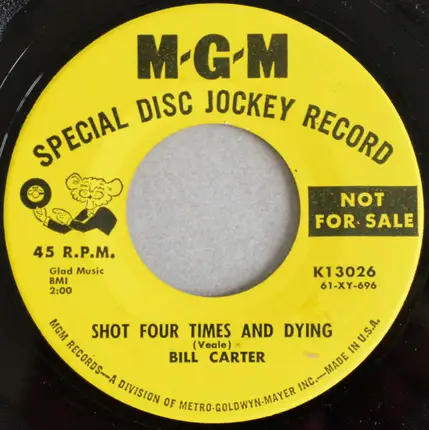 M-G-M
SPECIAL DISC JOCKEY RECORD
NOT
FOR SALE
45 R.P.M.
Glad Music
BMI
2:00
K13026
61-XY-696
SHOT FOUR TIMES AND DYING
(Veale)
BILL CARTER
MGM RECORDS—A DIVISION OF METRO-GOLDWYN-MAYER INC.—MADE IN U.S.A.